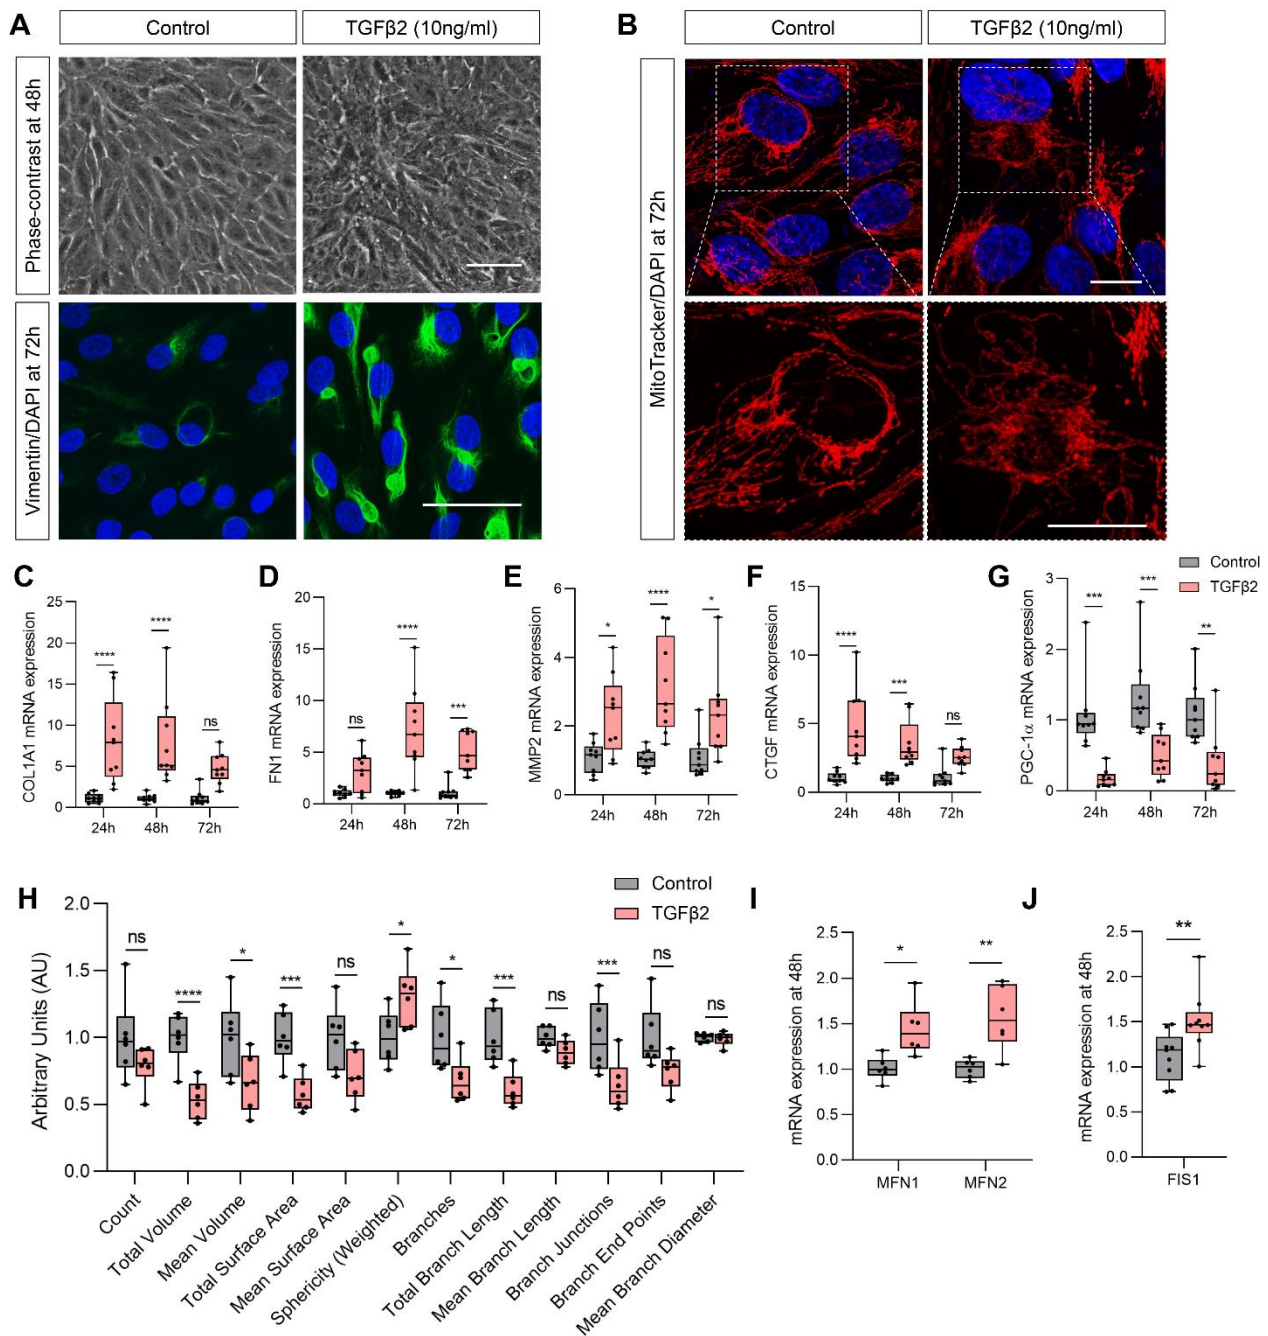 A
Control
TGFβ2 (10ng/ml)
Phase-contrast at 48h
Vimentin/DAPI at 72h
B
Control
TGFβ2 (10ng/ml)
MitoTracker/DAPI at 72h
C
COL1A1 mRNA expression
25
20
15
10
5
0
****
****
ns
24h 48h 72h
D
FN1 mRNA expression
20
15
10
5
0
ns
****
***
24h 48h 72h
E
MMP2 mRNA expression
6
4
2
0
*
****
*
24h 48h 72h
F
CTGF mRNA expression
15
10
5
0
****
***
ns
24h 48h 72h
G
Control
TGFβ2
PGC-1α mRNA expression
3
2
1
0
***
***
**
24h 48h 72h
H
Control
TGFβ2
Arbitrary Units (AU)
2.0
1.5
1.0
0.5
0.0
ns
****
*
***
ns
*
*
***
ns
***
ns
ns
Count
Total Volume
Mean Volume
Total Surface Area
Mean Surface Area
Sphericity (Weighted)
Branches
Total Branch Length
Mean Branch Length
Branch Junctions
Branch End Points
Mean Branch Diameter
I
mRNA expression at 48h
2.5
2.0
1.5
1.0
0.5
0.0
*
**
MFN1 MFN2
J
mRNA expression at 48h
2.5
2.0
1.5
1.0
0.5
0.0
**
FIS1